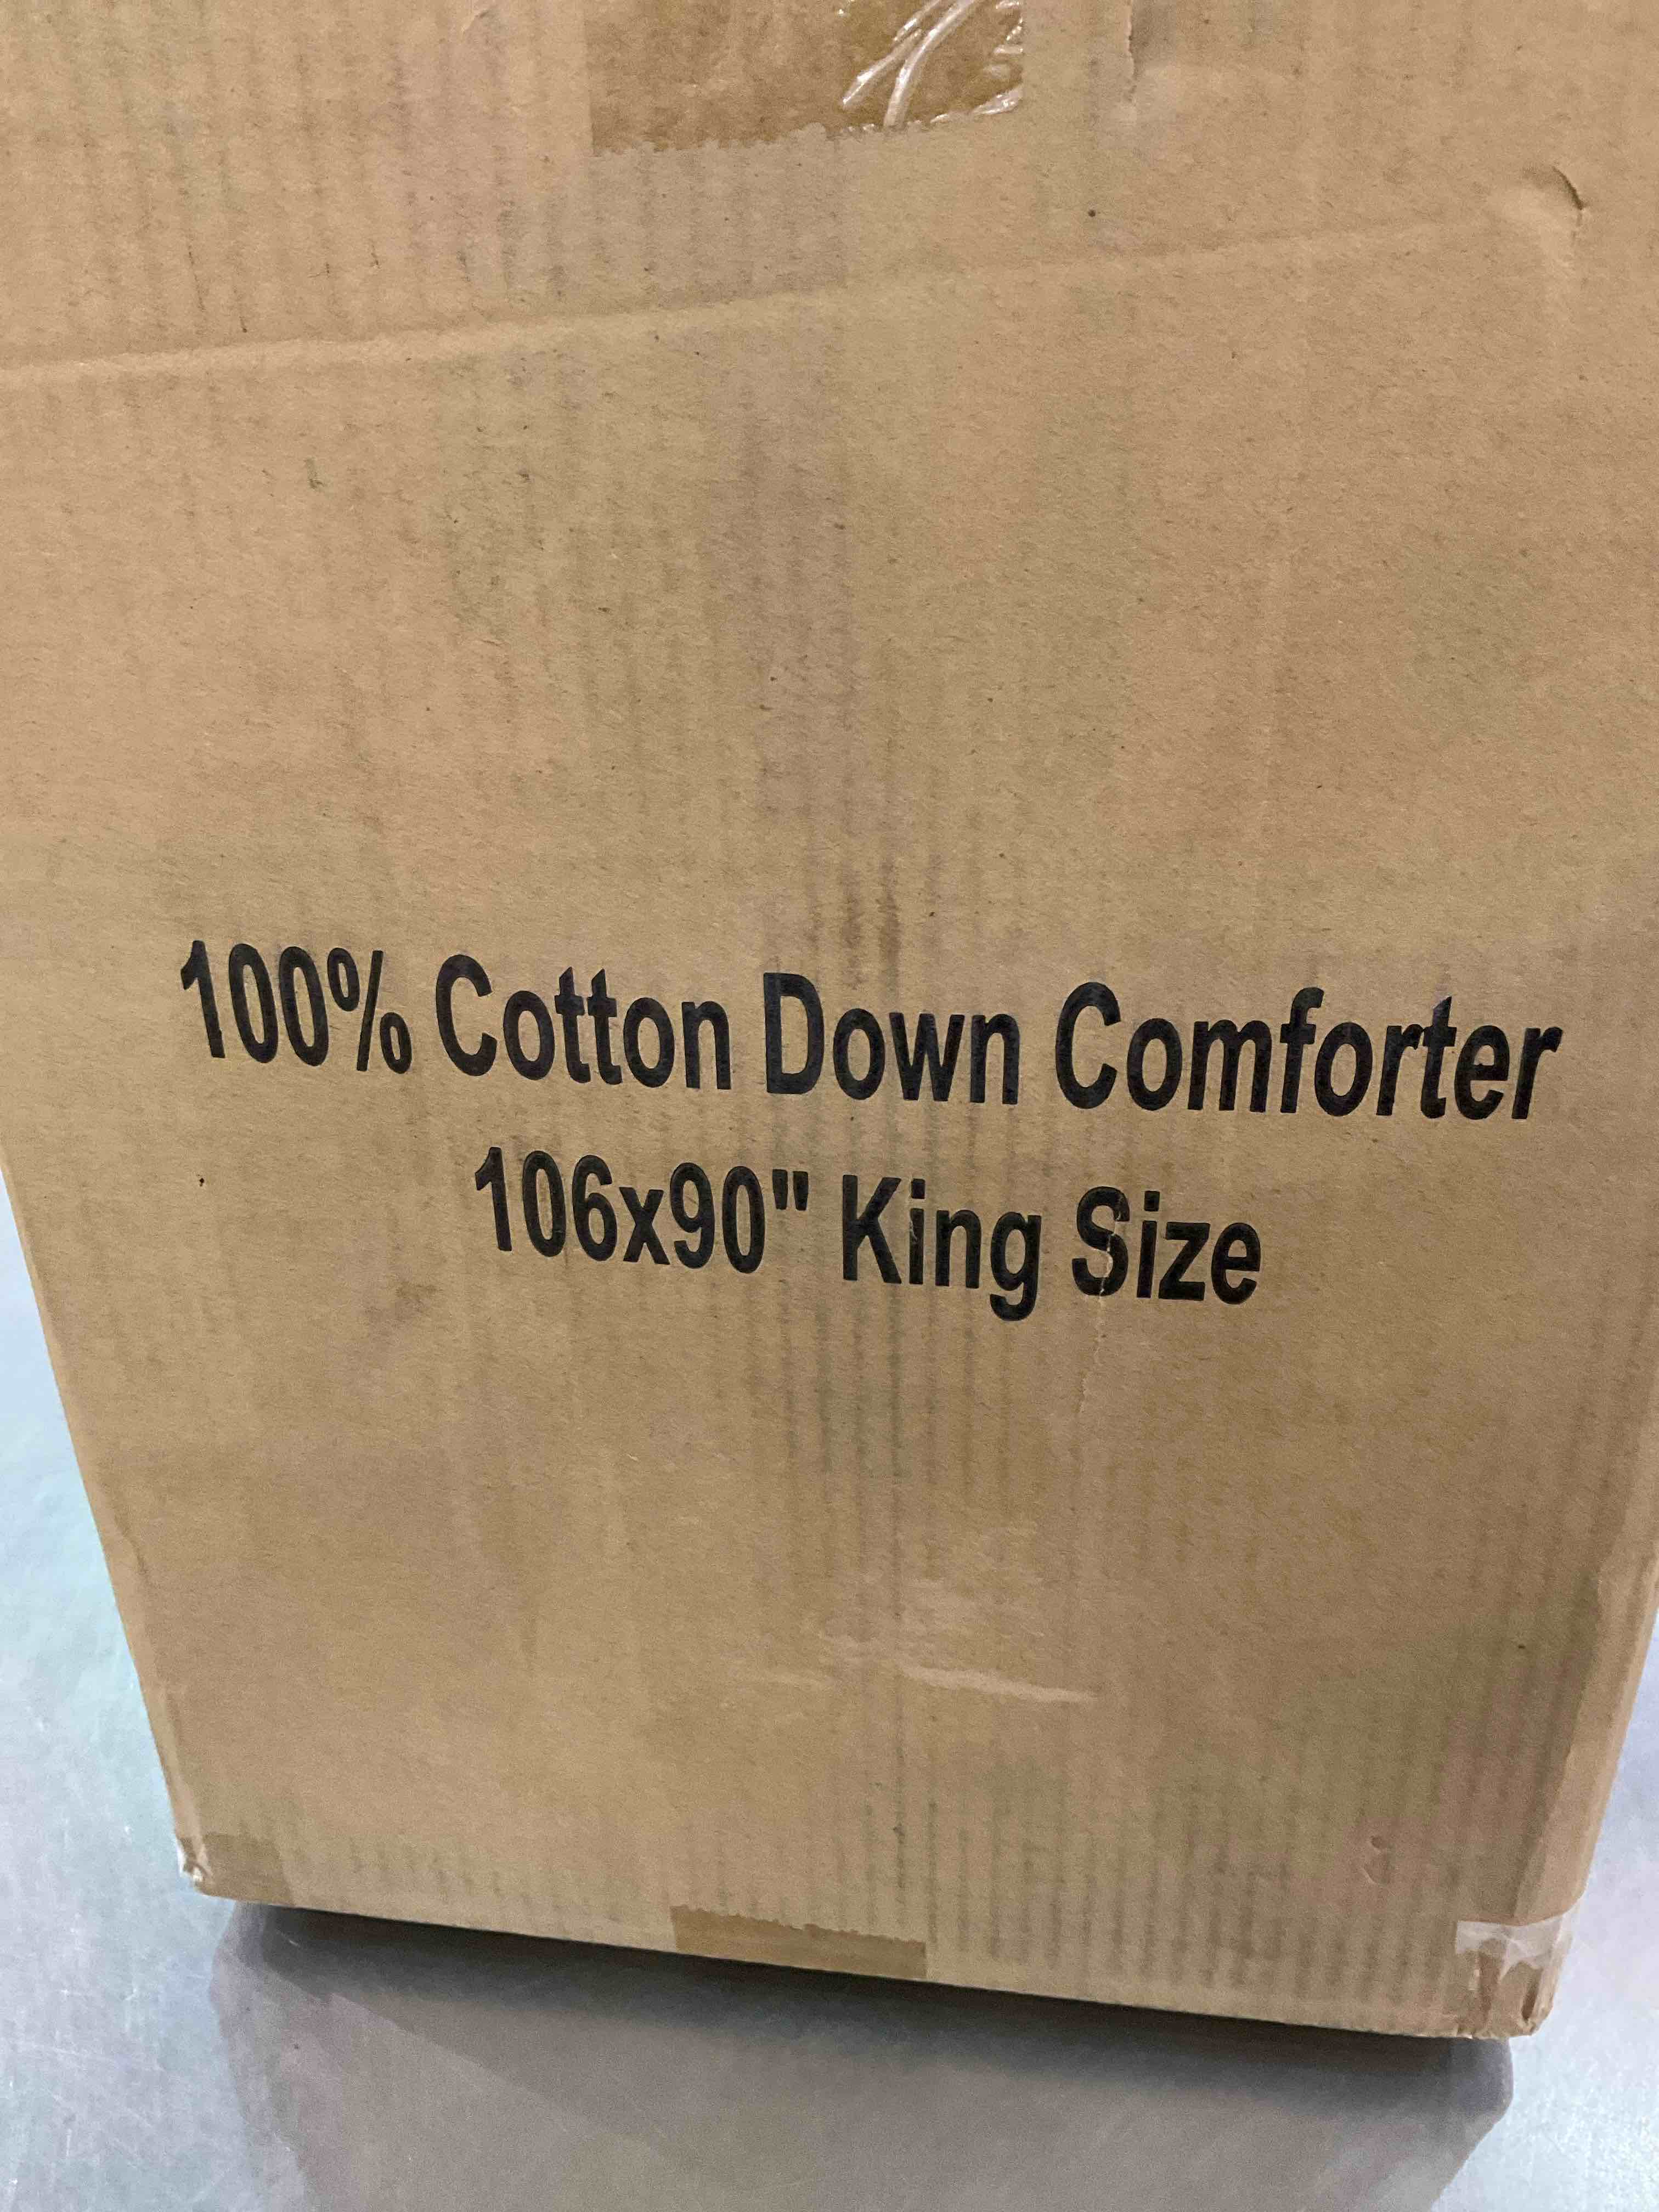 100% Cotton Down Comforter
106x90" King Size